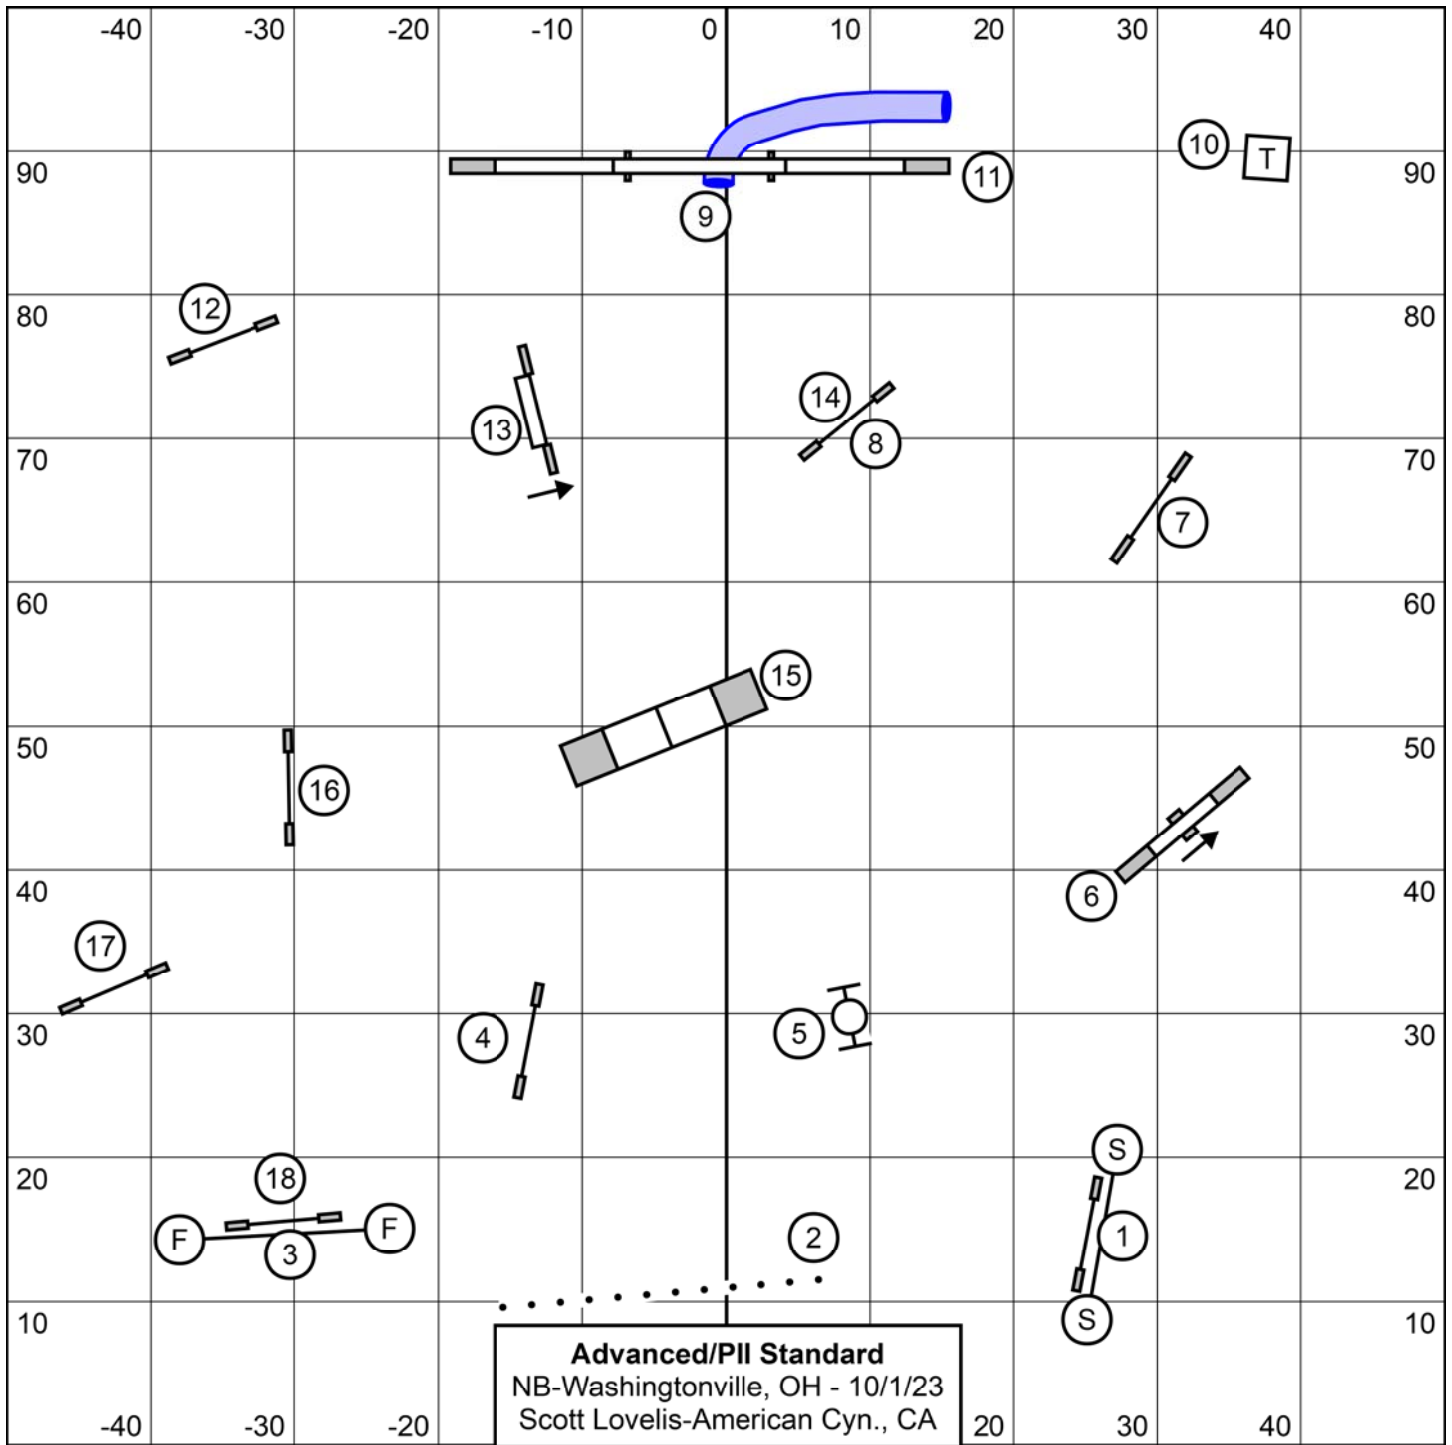 -40 -30 -20 -10 0 10 20 30 40
10 T
90 11 90
9
12
80 80
14
13 8
70 70
7
60 60
15
50 50
16
6
40 40
17
4 5
30 30
S
18 20
20 1
F F 2
3
S
10 10
Advanced/PII Standard
NB-Washingtonville, OH - 10/1/23
Scott Lovelis-American Cyn., CA
-40 -30 -20 20 30 40